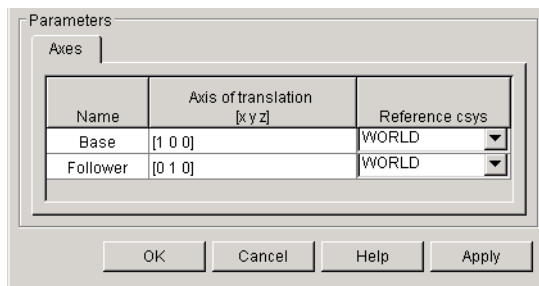 Parameters
Axes
Name Axis of translation [x y z] Reference csys
Base [1 0 0] WORLD
Follower [0 1 0] WORLD
OK Cancel Help Apply